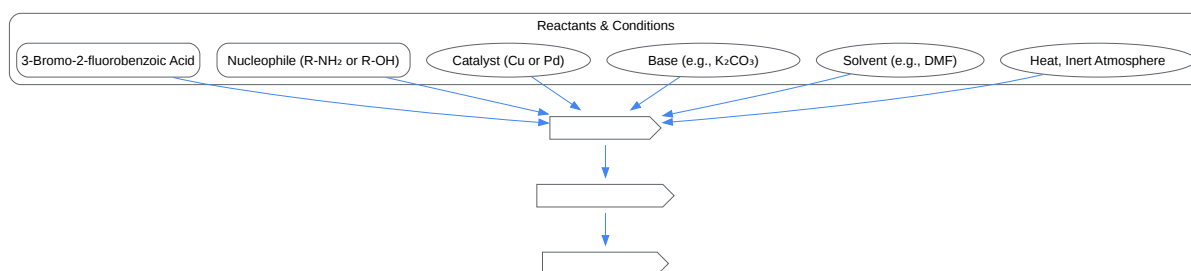 Reactants & Conditions
3-Bromo-2-fluorobenzoic Acid
Nucleophile (R-NH₂ or R-OH)
Catalyst (Cu or Pd)
Base (e.g., K₂CO₃)
Solvent (e.g., DMF)
Heat, Inert Atmosphere